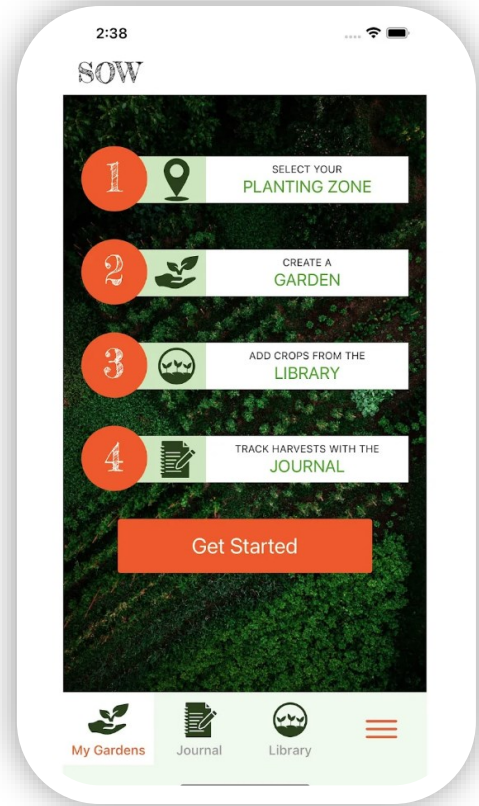 2:38
SOW
1
SELECT YOUR
PLANTING ZONE
2
CREATE A
GARDEN
3
ADD CROPS FROM THE
LIBRARY
4
TRACK HARVESTS WITH THE
JOURNAL
Get Started
My Gardens Journal Library